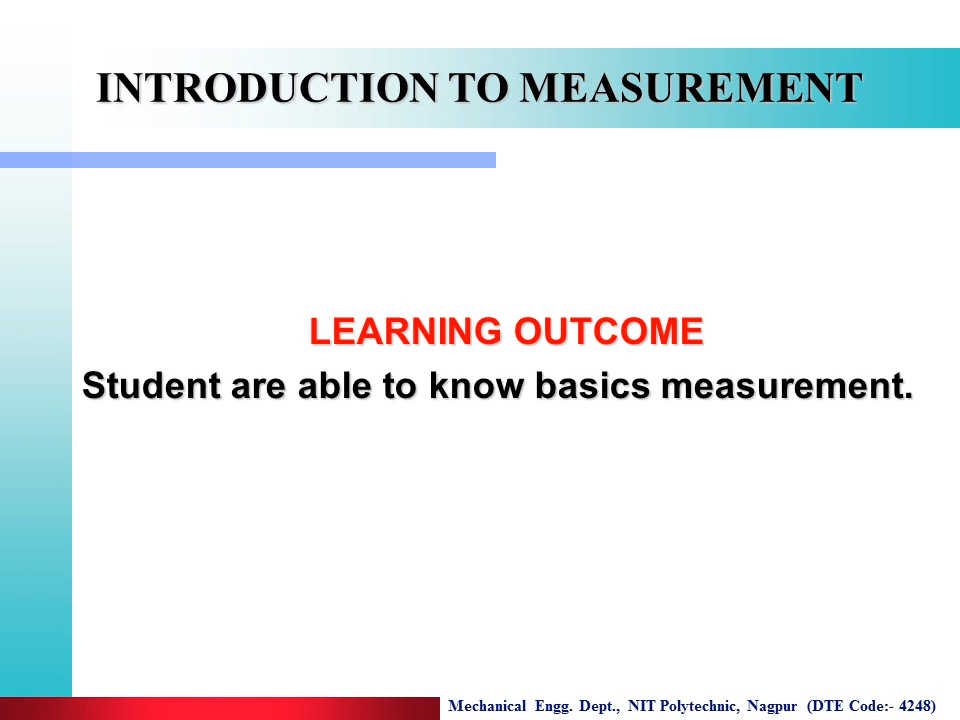 INTRODUCTION TO MEASUREMENT
LEARNING OUTCOME
Student are able to know basics measurement.
Mechanical Engg. Dept., NIT Polytechnic, Nagpur (DTE Code:- 4248)